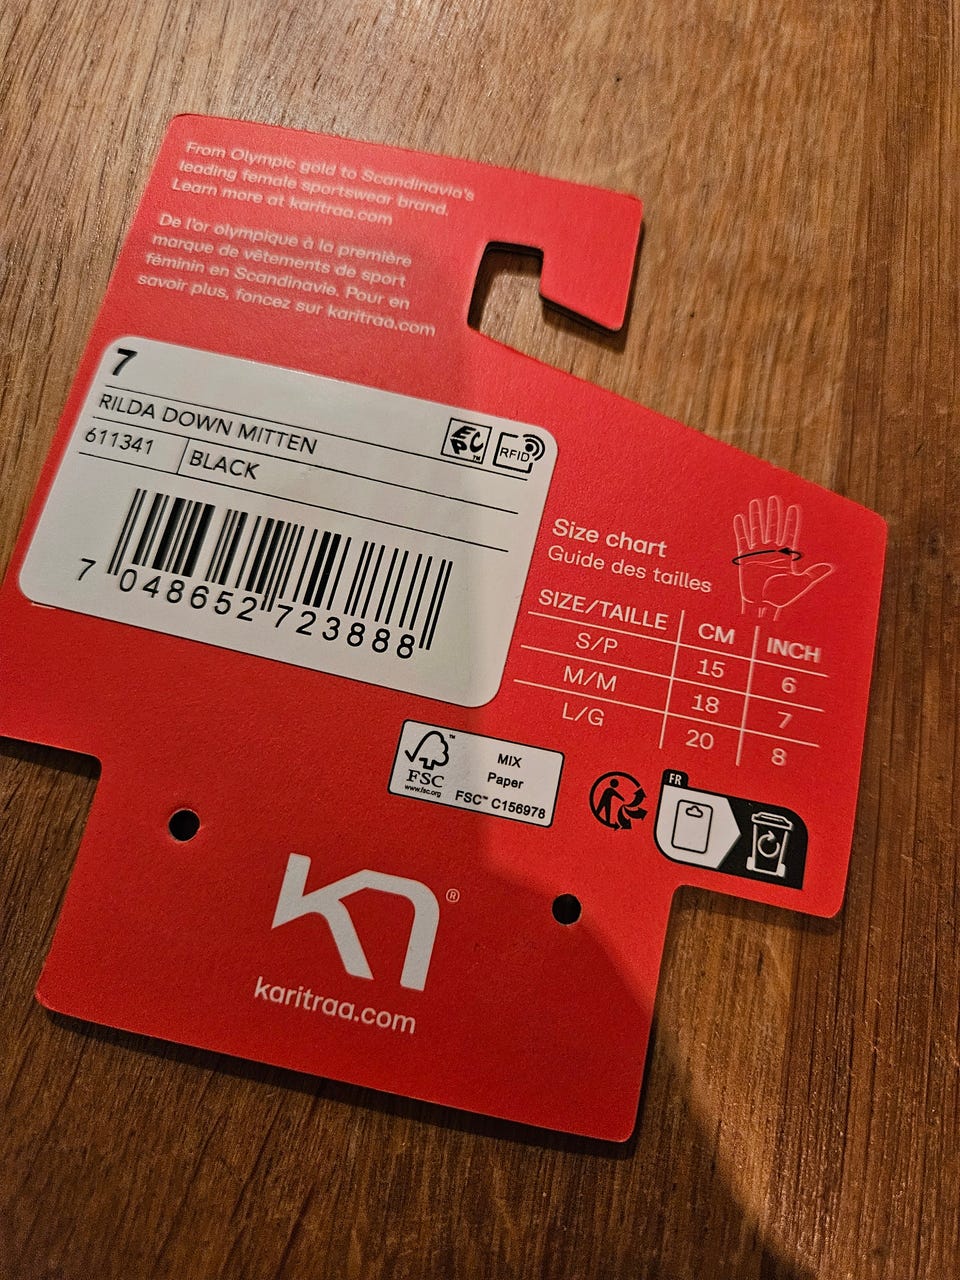 From Olympic gold to Scandinavia's
leading female sportswear brand.
Learn more at karitraa.com
De l'or olympique à la première
marque de vêtements de sport
féminin en Scandinavie. Pour en
savoir plus, foncez sur karitraa.com
7
RILDA DOWN MITTEN
611341 BLACK
EPC™ RFID
7 048652 723888
Size chart
Guide des tailles
SIZE/TAILLE CM INCH
S/P 15 6
M/M 18 7
L/G 20 8
FSC™
www.fsc.org
MIX
Paper
FSC™ C156978
FR
®
karitraa.com